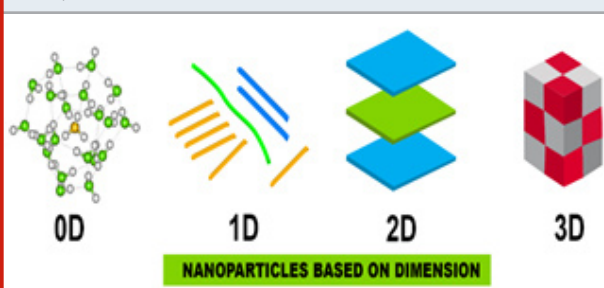 0D 1D 2D 3D
NANOPARTICLES BASED ON DIMENSION